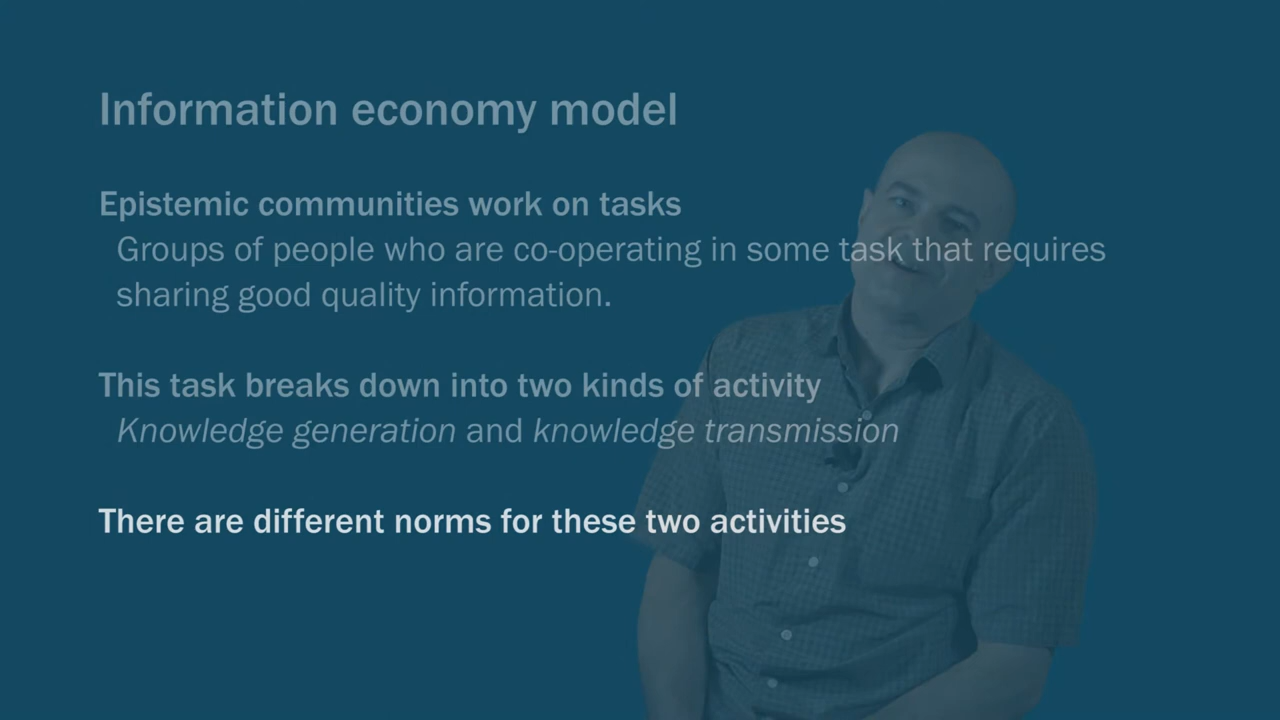 Information economy model
Epistemic communities work on tasks
Groups of people who are co-operating in some task that requires
sharing good quality information.
This task breaks down into two kinds of activity
Knowledge generation and knowledge transmission
There are different norms for these two activities